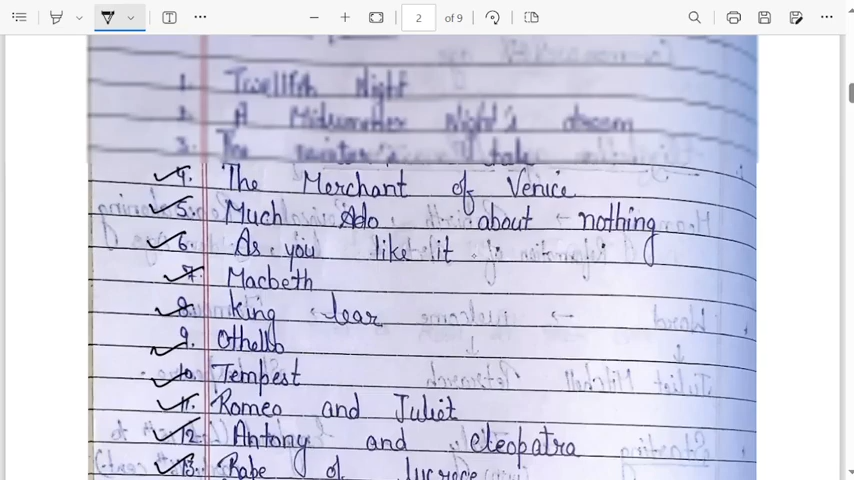 2 of 9
1. Twelfth Night
2. A Midsummer Night's dream
3. The winter's tale
4. The Merchant of Venice
5. Much Ado about nothing
6. As you like it
7. Macbeth
8. King lear
9. Othello
10. Tempest
11. Romeo and Juliet
12. Antony and cleopatra
13. Rape of lucrece